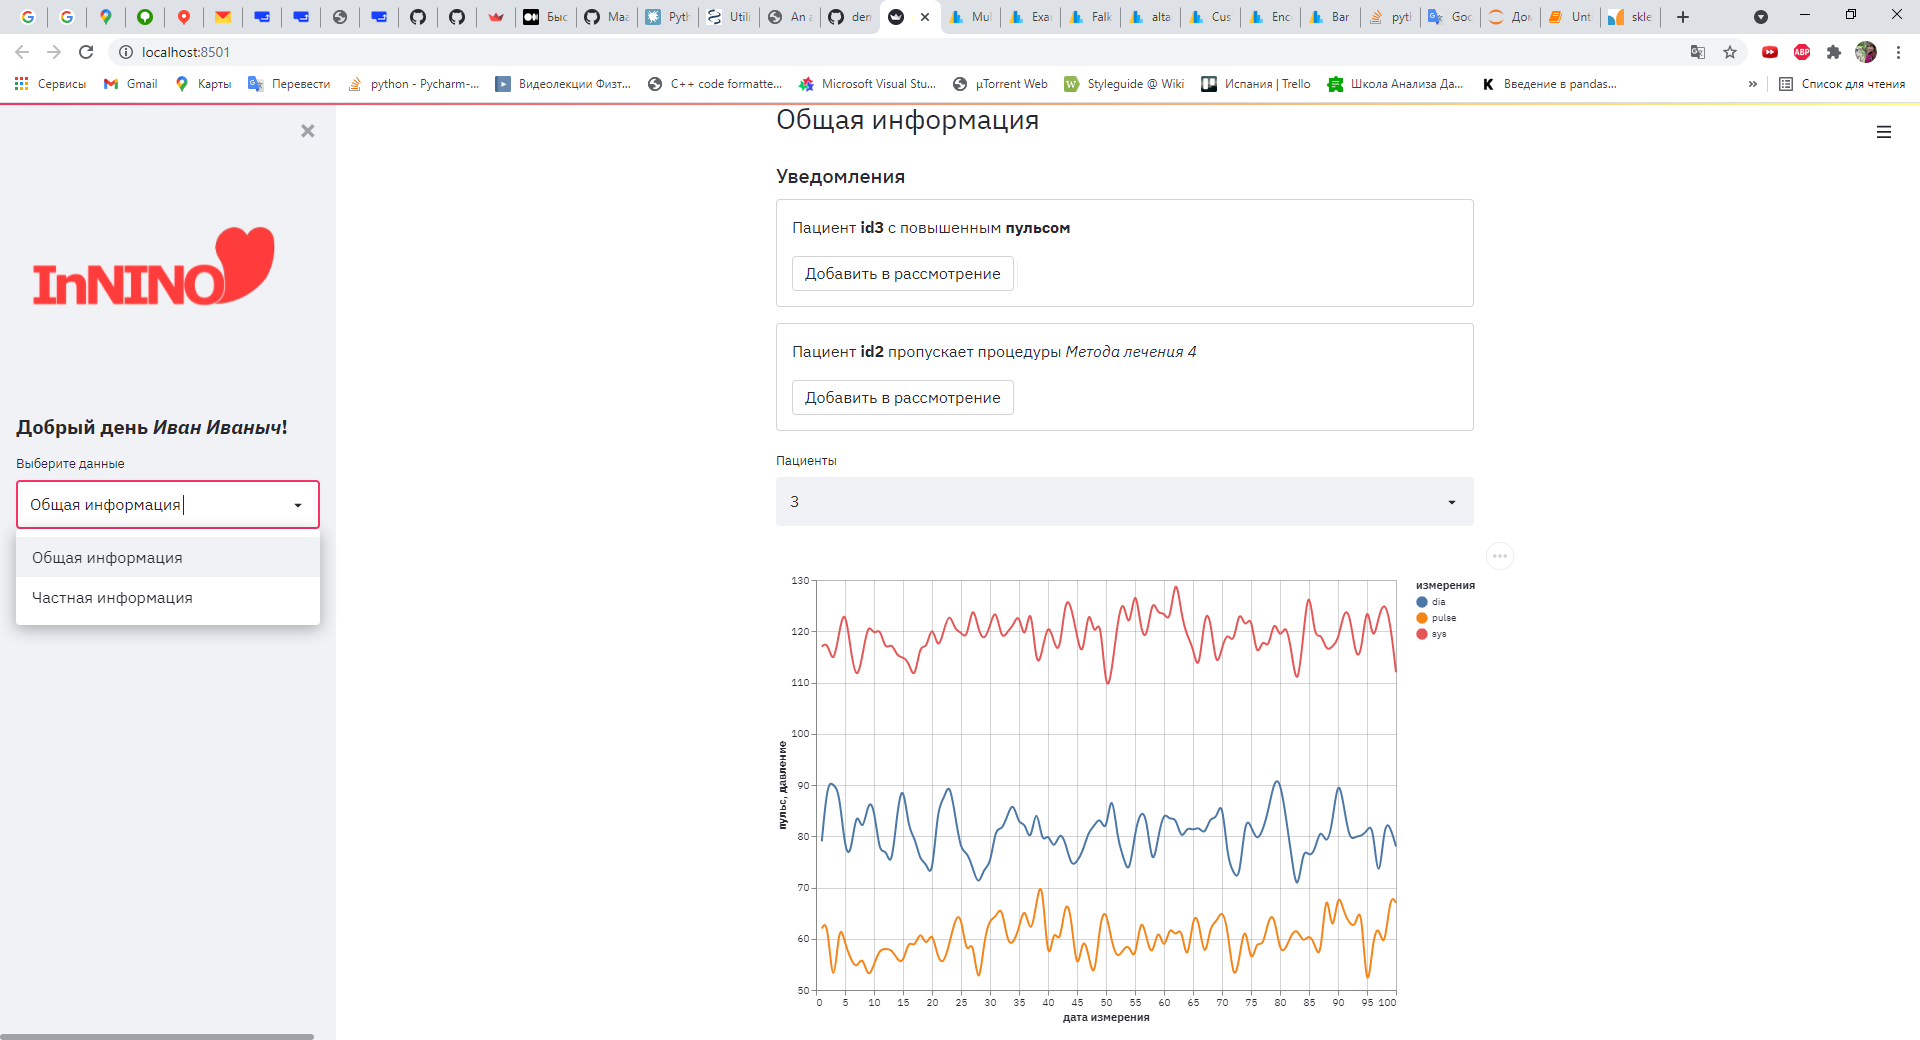 Быс
Maa
Pyth
Utili
An a
den
Mul
Exa
Falk
alta
Cus
Enc
Bar
pyth
Goo
Дом
Unt
skle
localhost:8501
Сервисы
Gmail
Карты
Перевести
python - Pycharm-...
Видеолекции Физт...
C++ code formatte...
Microsoft Visual Stu...
µTorrent Web
Styleguide @ Wiki
Испания | Trello
Школа Анализа Да...
Введение в pandas...
»
Список для чтения
InNINO
Добрый день Иван Иваныч!
Выберите данные
Общая информация
Общая информация
Частная информация
Общая информация
Уведомления
Пациент id3 с повышенным пульсом
Добавить в рассмотрение
Пациент id2 пропускает процедуры Метода лечения 4
Добавить в рассмотрение
Пациенты
3
пульс, давление
130
120
110
100
90
80
70
60
50
0 5 10 15 20 25 30 35 40 45 50 55 60 65 70 75 80 85 90 95 100
дата измерения
измерения
dia
pulse
sys